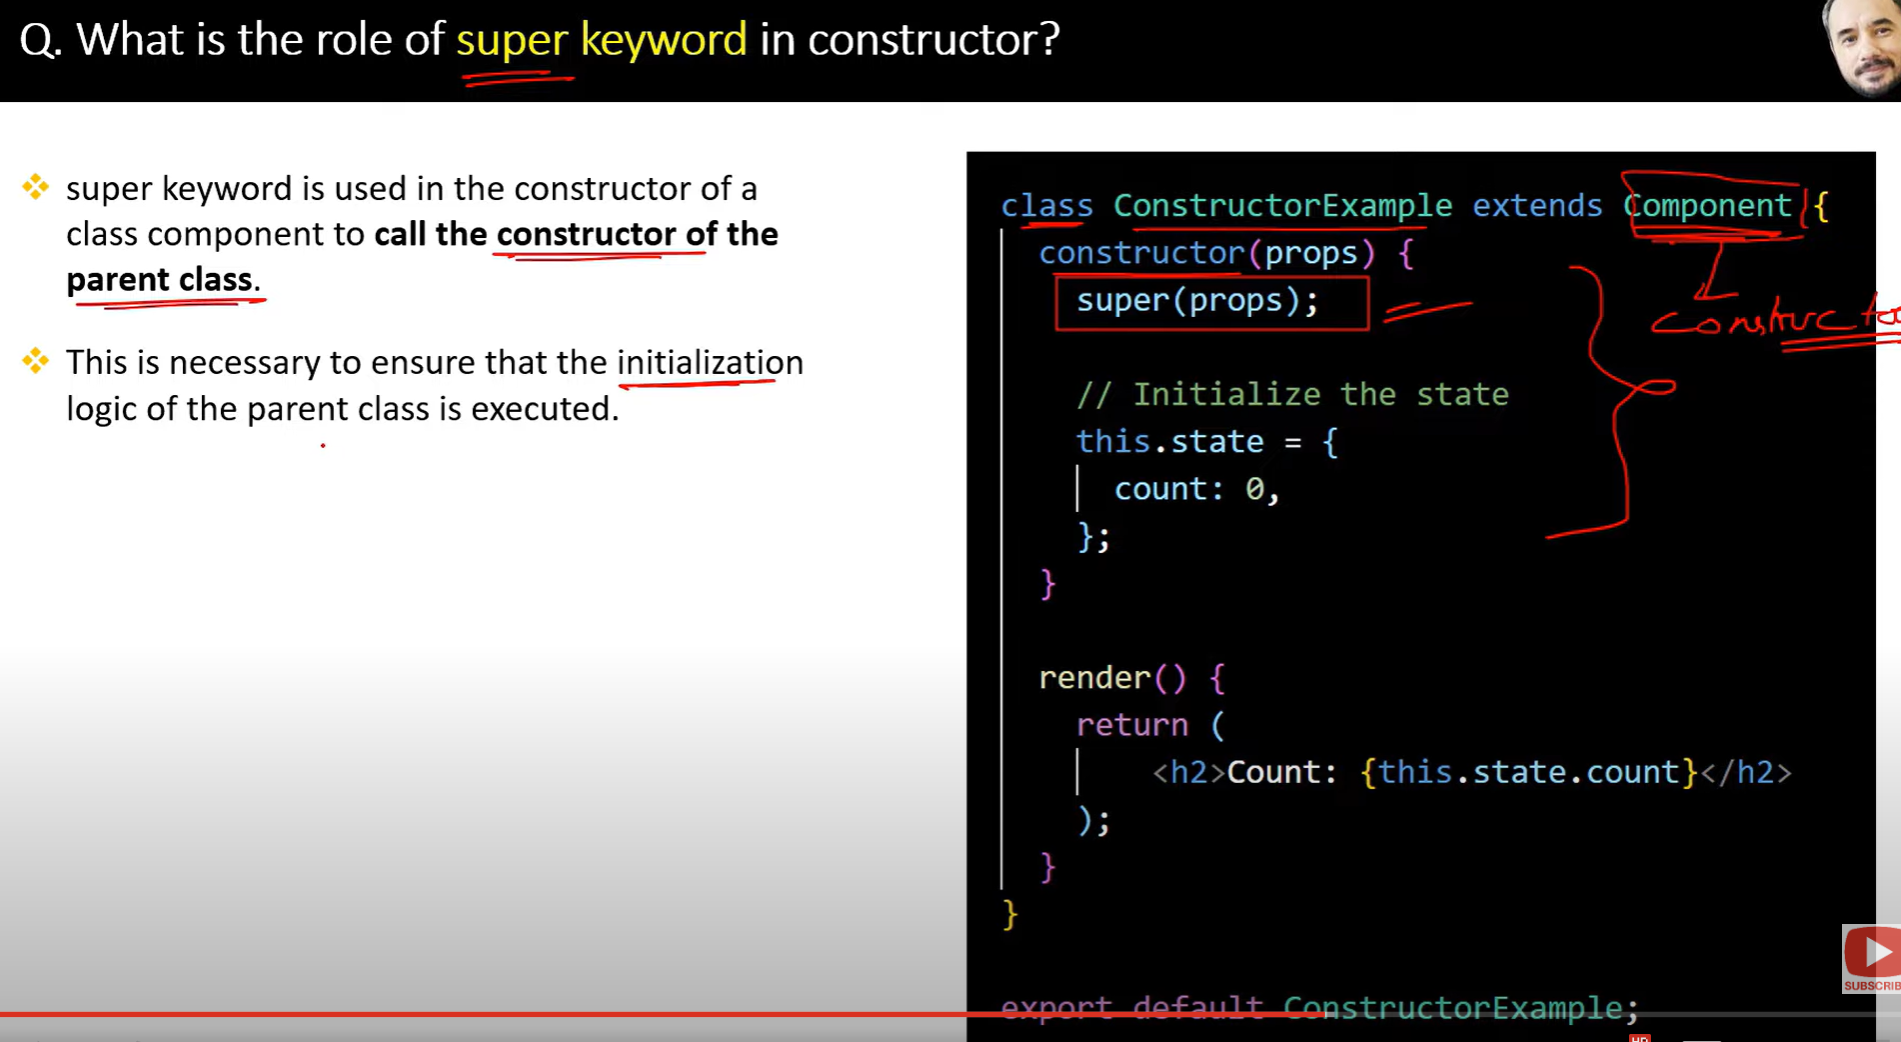 Q. What is the role of super keyword in constructor?
super keyword is used in the constructor of a
class component to call the constructor of the
parent class.
This is necessary to ensure that the initialization
logic of the parent class is executed.
class ConstructorExample extends Component {
constructor(props) {
super(props);
Constructo
// Initialize the state
this.state = {
count: 0,
};
}
render() {
return (
<h2>Count: {this.state.count}</h2>
);
}
}
export default ConstructorExample;
SUBSCRIB
HD